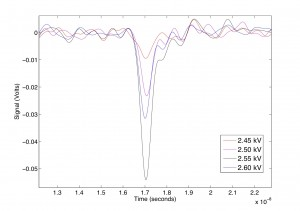 0
−0.01
−0.02
−0.03
−0.04
−0.05
Signal (Volts)
1.3 1.4 1.5 1.6 1.7 1.8 1.9 2 2.1 2.2
Time (seconds)
x 10⁻⁸
2.45 kV
2.50 kV
2.55 kV
2.60 kV